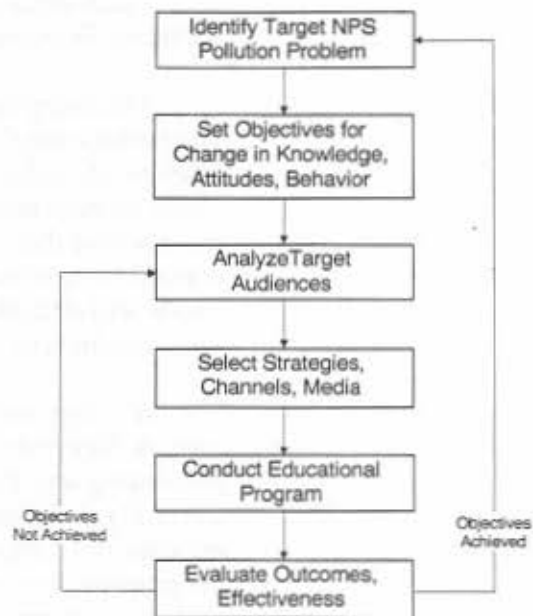 Identify Target NPS
Pollution Problem
Set Objectives for
Change in Knowledge,
Attitudes, Behavior
AnalyzeTarget
Audiences
Select Strategies,
Channels, Media
Conduct Educational
Program
Objectives
Not Achieved
Objectives
Achieved
Evaluate Outcomes,
Effectiveness